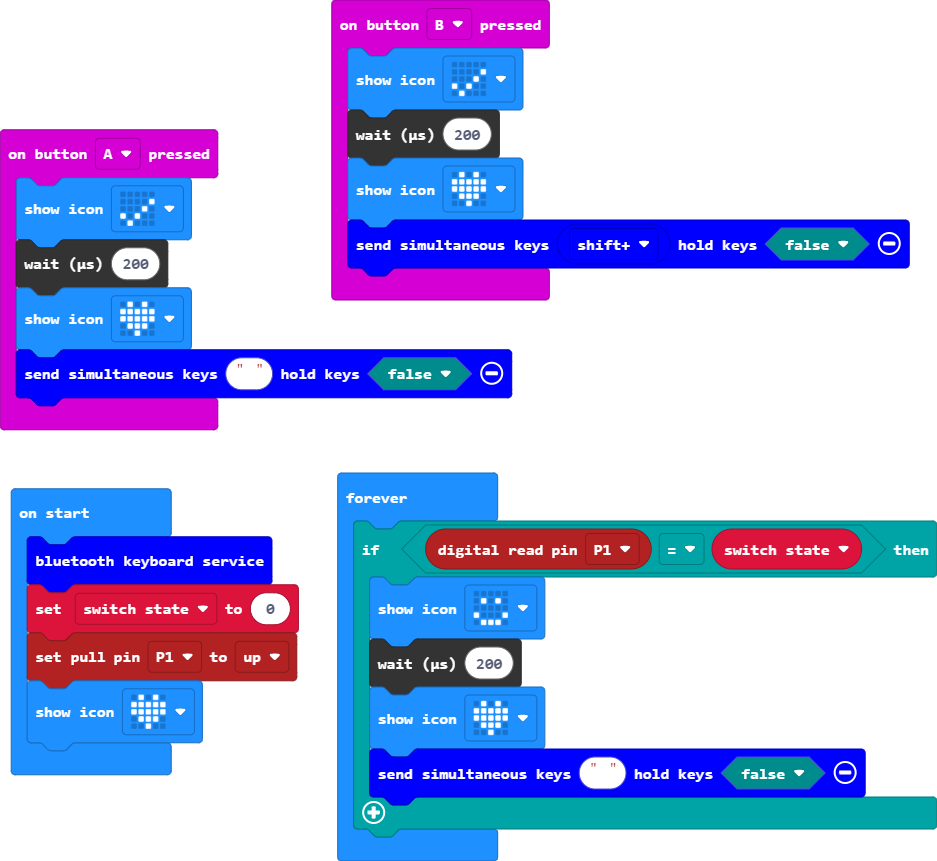 on button B pressed
show icon
wait (µs) 200
show icon
send simultaneous keys shift+ hold keys false
on button A pressed
show icon
wait (µs) 200
show icon
send simultaneous keys " " hold keys false
on start
bluetooth keyboard service
set switch state to 0
set pull pin P1 to up
show icon
forever
if digital read pin P1 = switch state then
show icon
wait (µs) 200
show icon
send simultaneous keys " " hold keys false